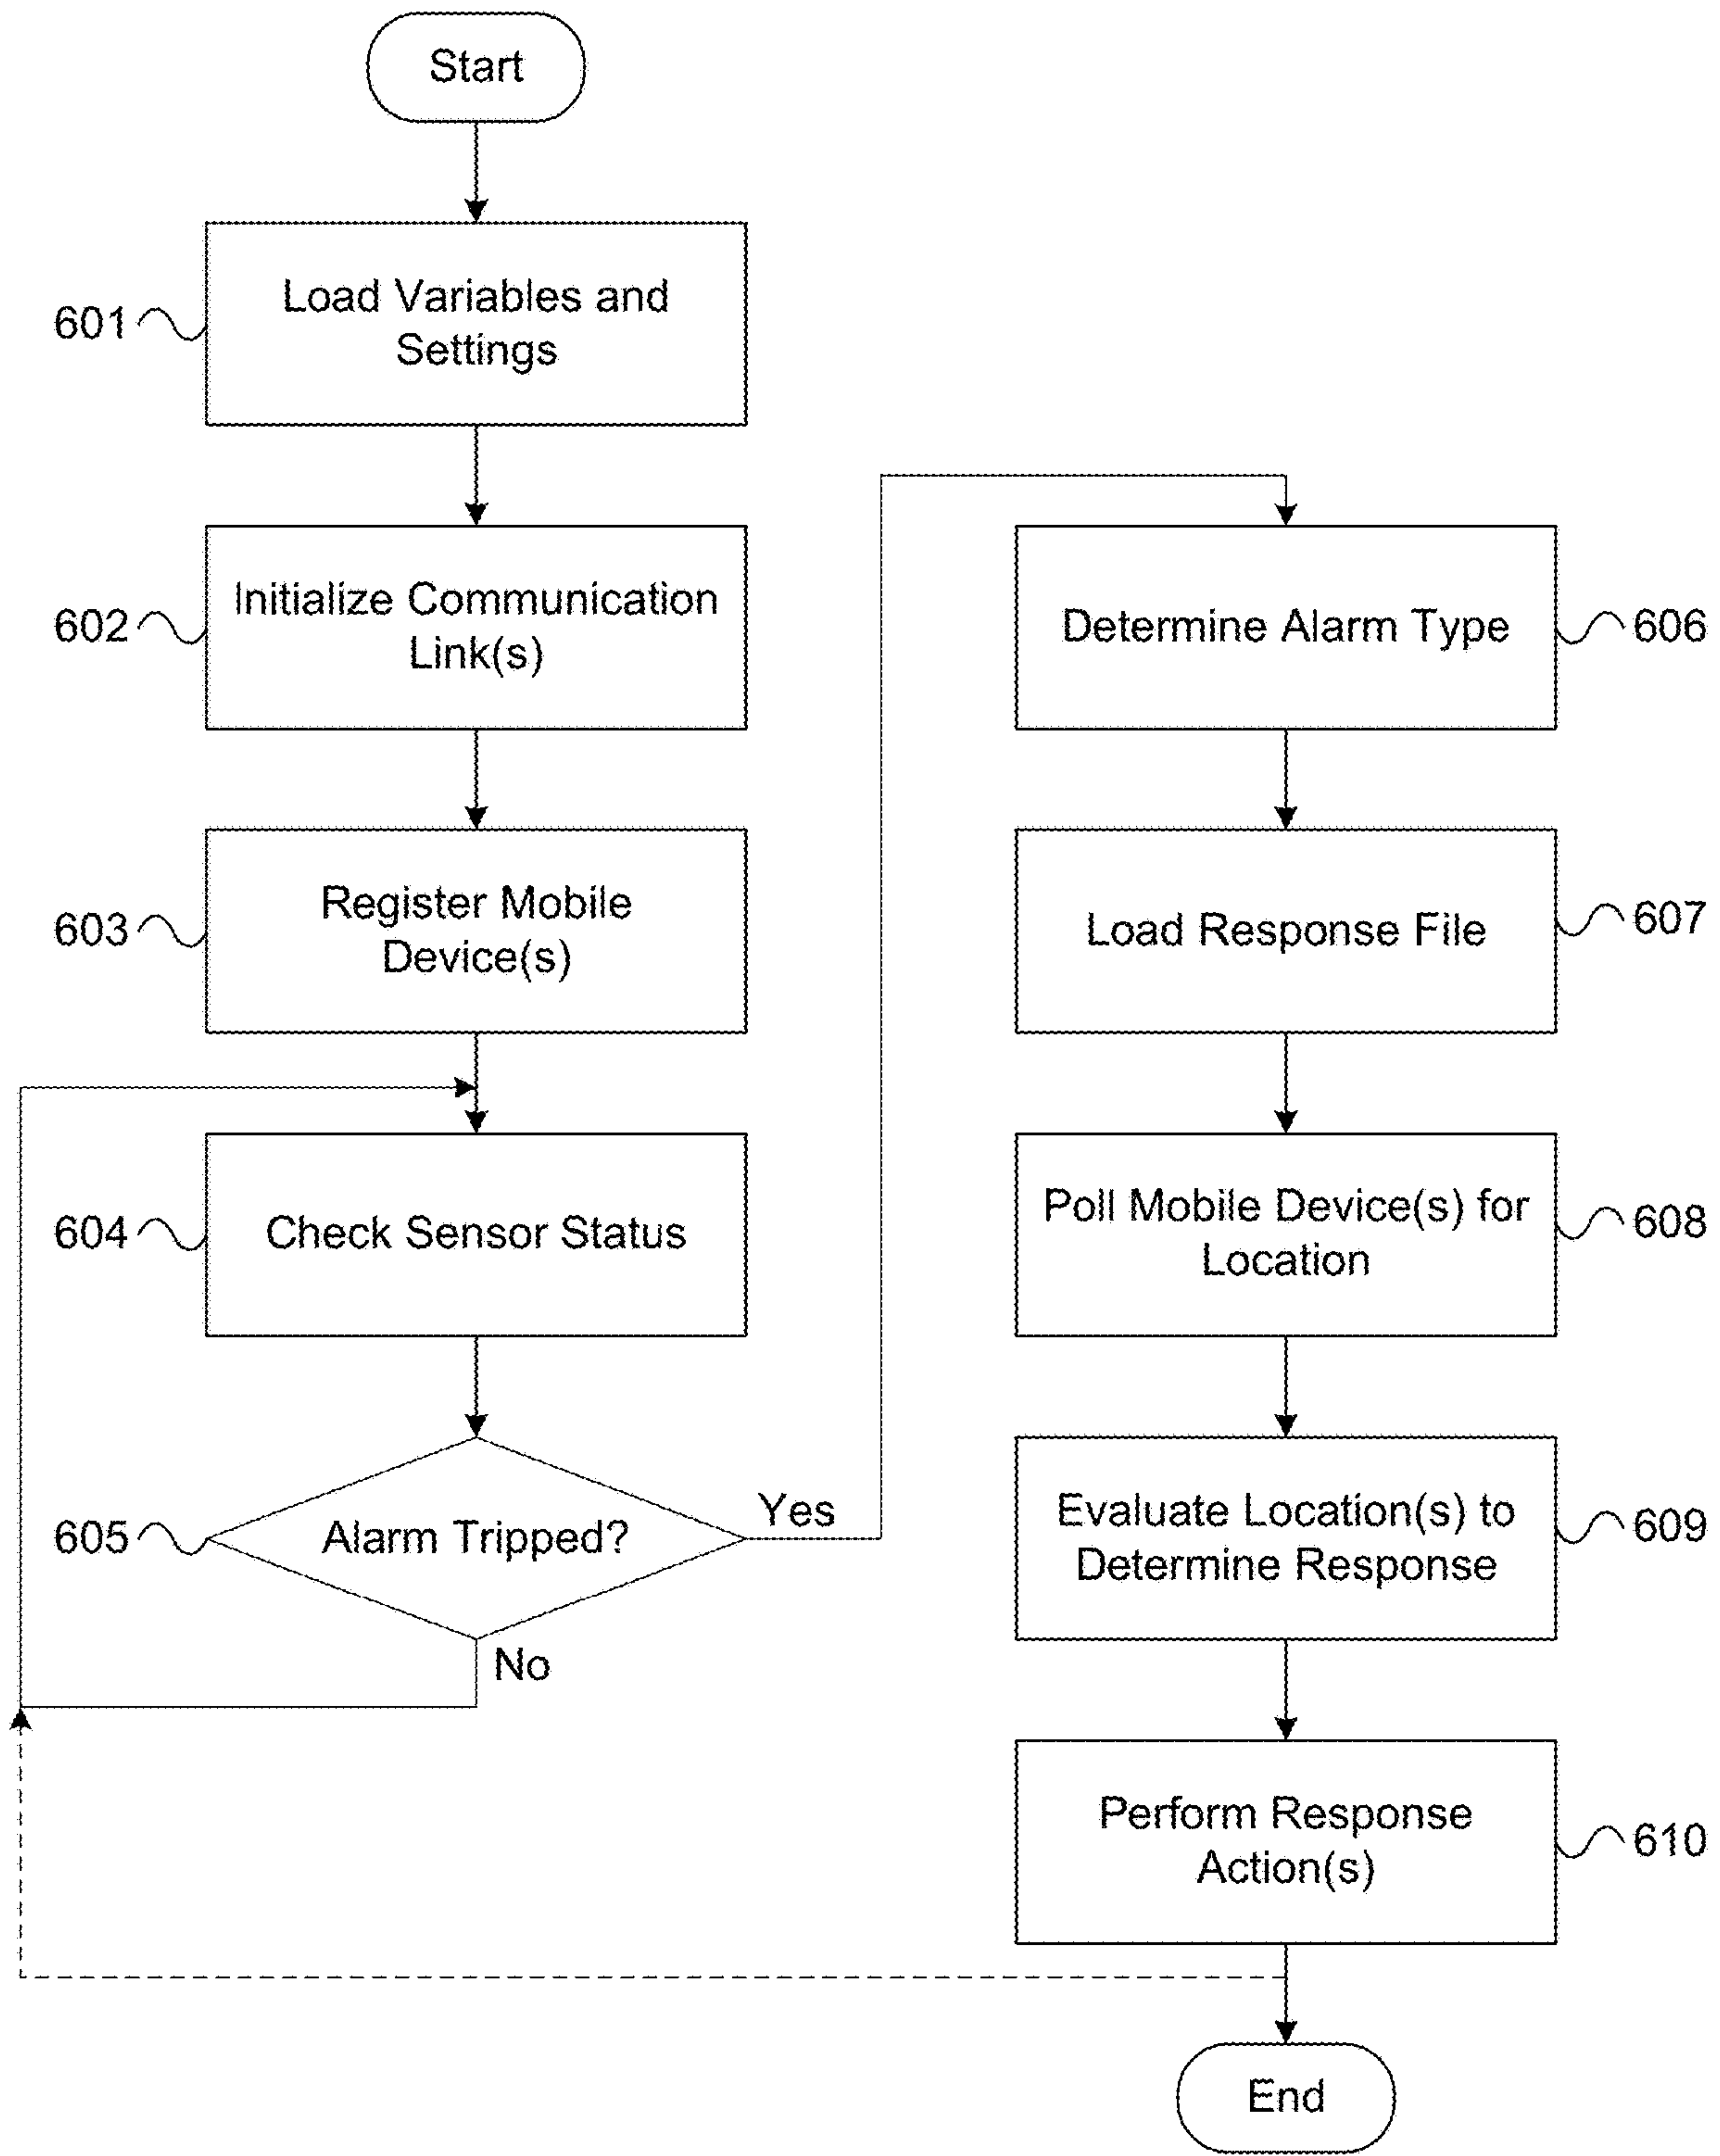 Start
601
Load Variables and
Settings
602
Initialize Communication
Link(s)
603
Register Mobile
Device(s)
604
Check Sensor Status
605
Alarm Tripped?
Yes
No
Determine Alarm Type
606
Load Response File
607
Poll Mobile Device(s) for
Location
608
Evaluate Location(s) to
Determine Response
609
Perform Response
Action(s)
610
End